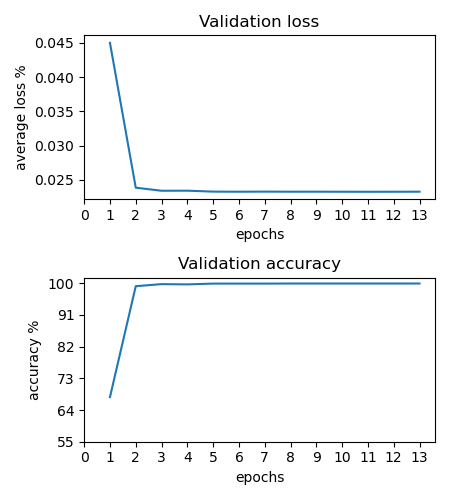 Validation loss
average loss %
0.045
0.040
0.035
0.030
0.025
0 1 2 3 4 5 6 7 8 9 10 11 12 13
epochs
Validation accuracy
accuracy %
100
91
82
73
64
55
0 1 2 3 4 5 6 7 8 9 10 11 12 13
epochs